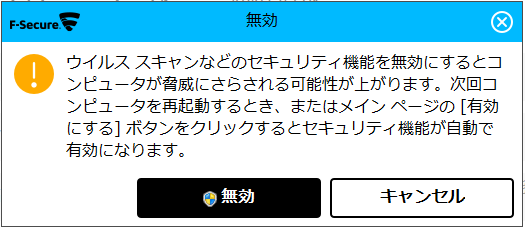 F-Secure.
無効
ウイルス スキャンなどのセキュリティ機能を無効にするとコ
ンピュータが脅威にさらされる可能性が上がります。次回
コンピュータを再起動するとき、またはメイン ページの [有効
にする] ボタンをクリックするとセキュリティ機能が自動で
有効になります。
無効
キャンセル